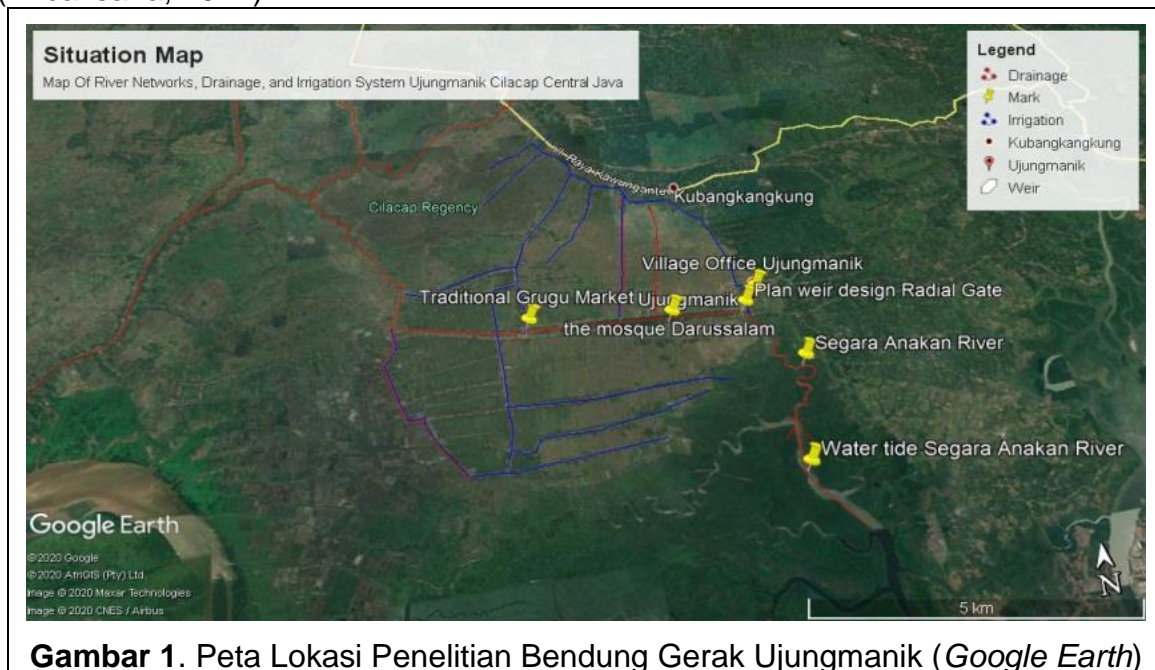 Situation Map
Map Of River Networks, Drainage, and Irrigation System Ujungmanik Cilacap Central Java
Legend
Drainage
Mark
Irrigation
Kubangkangkung
Ujungmanik
Weir
Jl. Raya Kawunganten
Kubangkangkung
Cilacap Regency
Village Office Ujungmanik
Traditional Grugu Market
Ujungmanik
Plan weir design Radial Gate
the mosque Darussalam
Segara Anakan River
Water tide Segara Anakan River
Google Earth
©2020 Google
©2020 AfriGIS (Pty) Ltd
Image © 2020 Maxar Technologies
Image © 2020 CNES / Airbus
N
5 km
Gambar 1. Peta Lokasi Penelitian Bendung Gerak Ujungmanik (Google Earth)